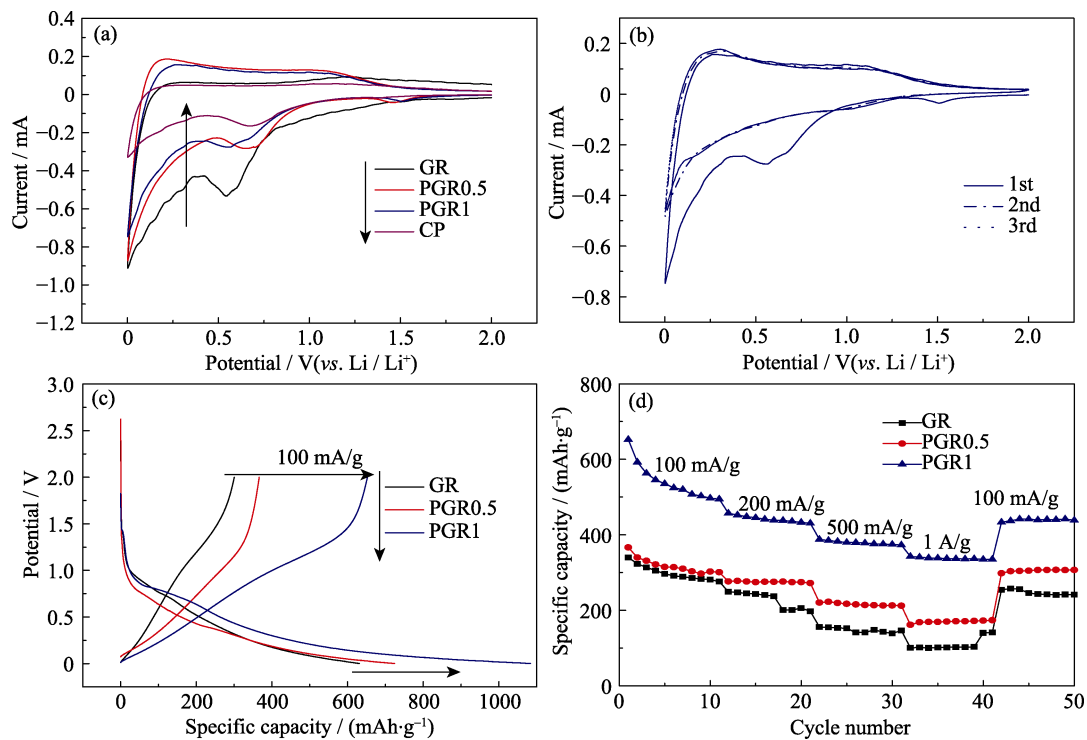 (a)
0.4
0.2
0
−0.2
−0.4
−0.6
−0.8
−1.0
−1.2
Current / mA
GR
PGR0.5
PGR1
CP
0 0.5 1.0 1.5 2.0
Potential / V(vs. Li / Li⁺)
(b)
0.4
0.2
0
−0.2
−0.4
−0.6
−0.8
Current / mA
1st
2nd
3rd
0 0.5 1.0 1.5 2.0
Potential / V(vs. Li / Li⁺)
(c)
3.0
2.5
2.0
1.5
1.0
0.5
0
Potential / V
100 mA/g
GR
PGR0.5
PGR1
0 200 400 600 800 1000
Specific capacity / (mAh·g⁻¹)
(d)
800
600
400
200
0
Specific capacity / (mAh·g⁻¹)
GR
PGR0.5
PGR1
100 mA/g
200 mA/g
500 mA/g
1 A/g
100 mA/g
0 10 20 30 40 50
Cycle number